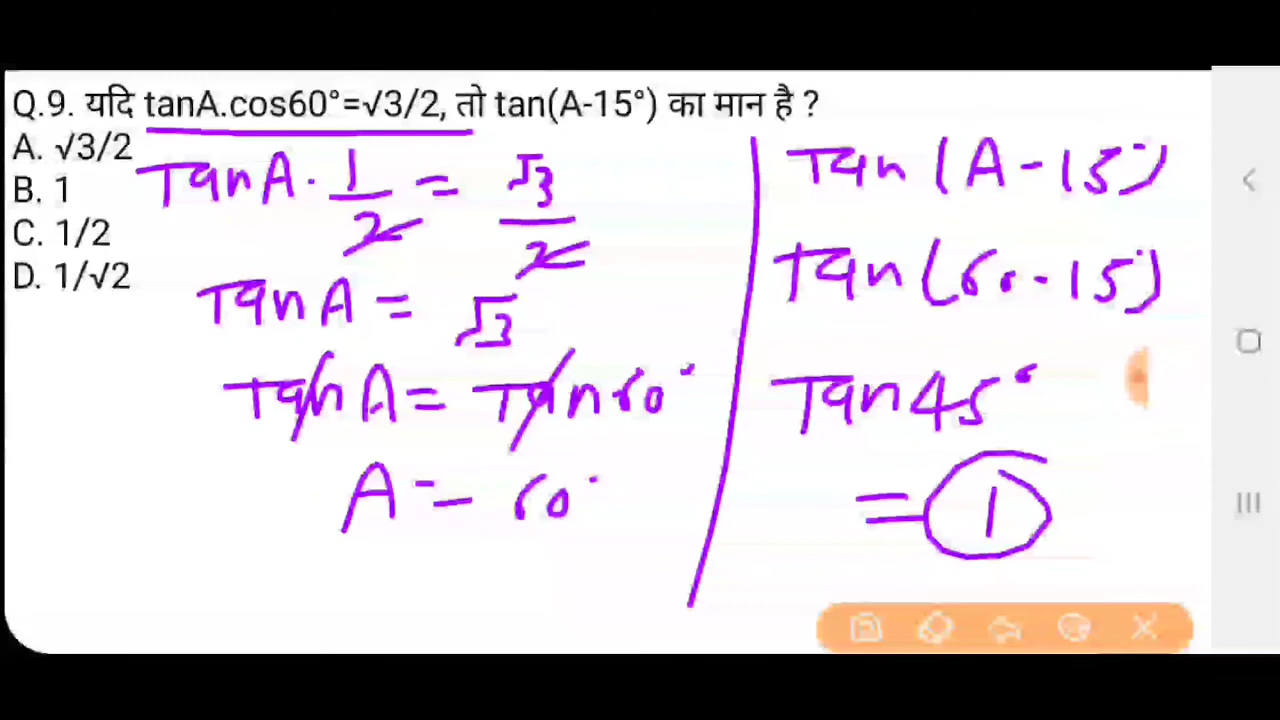 Q.9. यदि tanA.cos60°=√3/2, तो tan(A-15°) का मान है ?
A. √3/2
B. 1
C. 1/2
D. 1/√2
TanA · 1/2 = √3/2
TanA = √3
TanA = Tan60°
A = 60°
Tan(A-15°)
tan(60-15°)
Tan45°
= 1